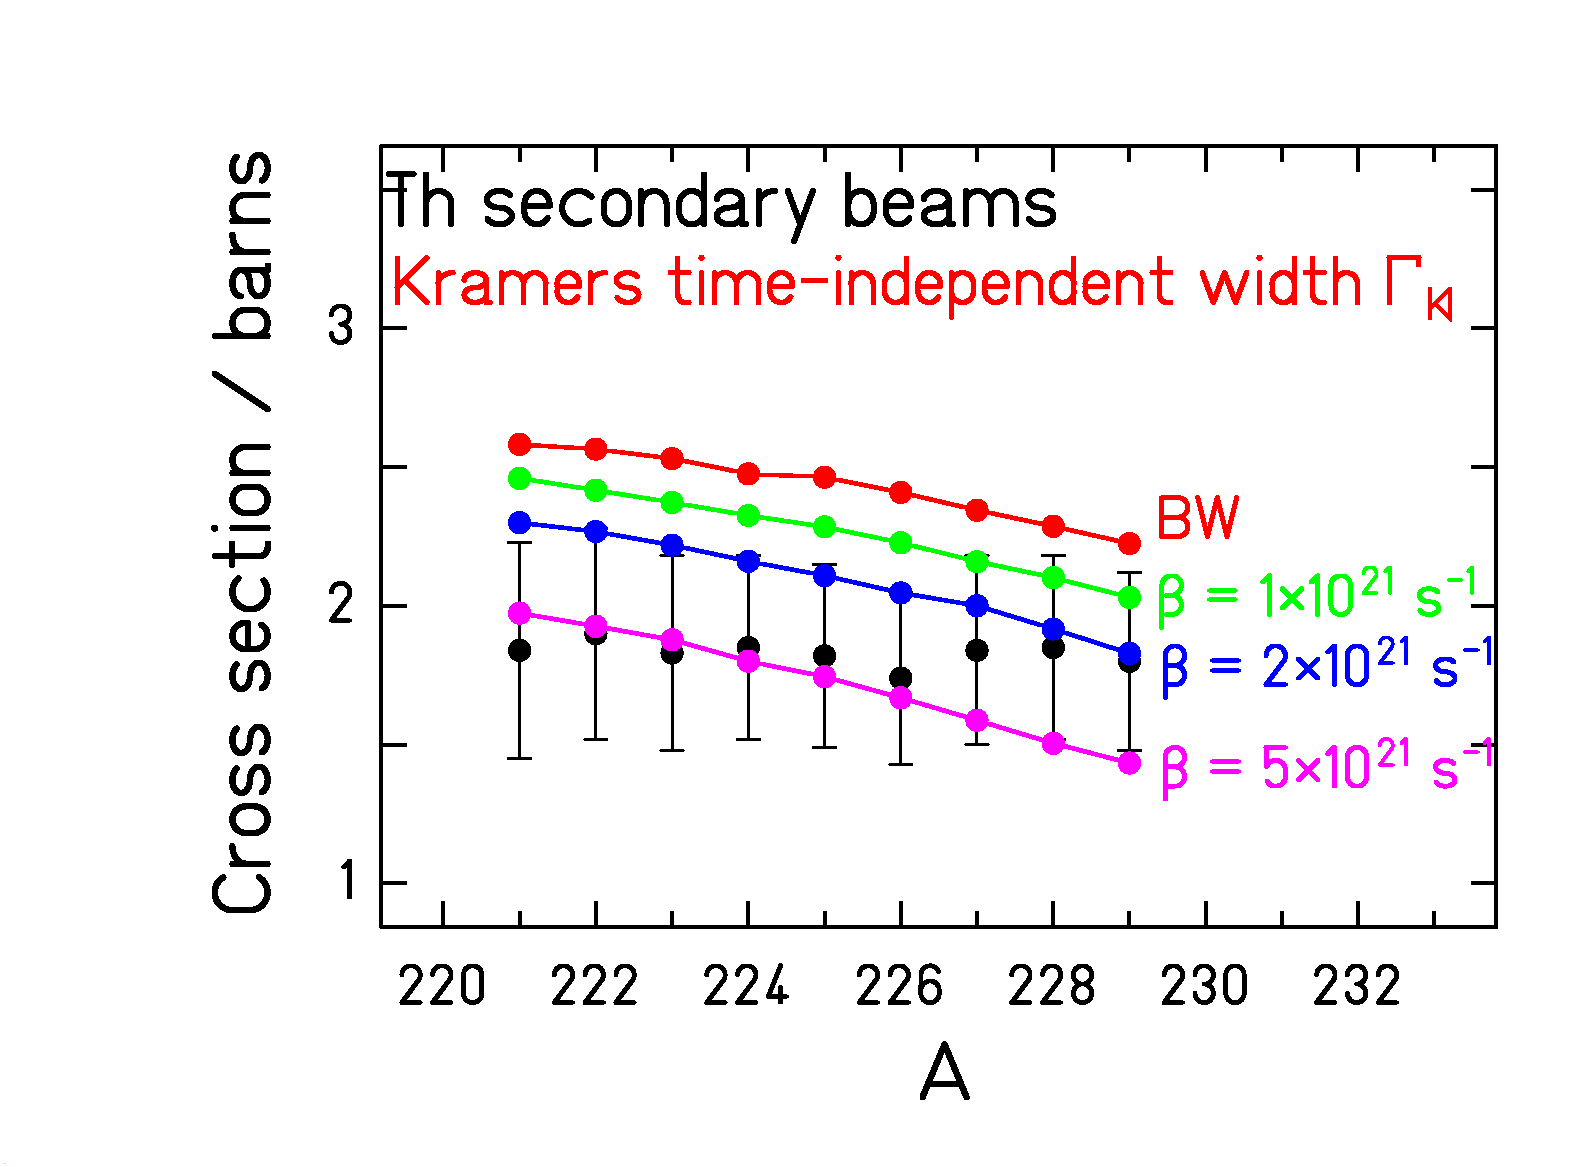 Th secondary beams
Kramers time-independent width Γ_K
Cross section / barns
3
2
1
BW
β = 1×10²¹ s⁻¹
β = 2×10²¹ s⁻¹
β = 5×10²¹ s⁻¹
220 222 224 226 228 230 232
A